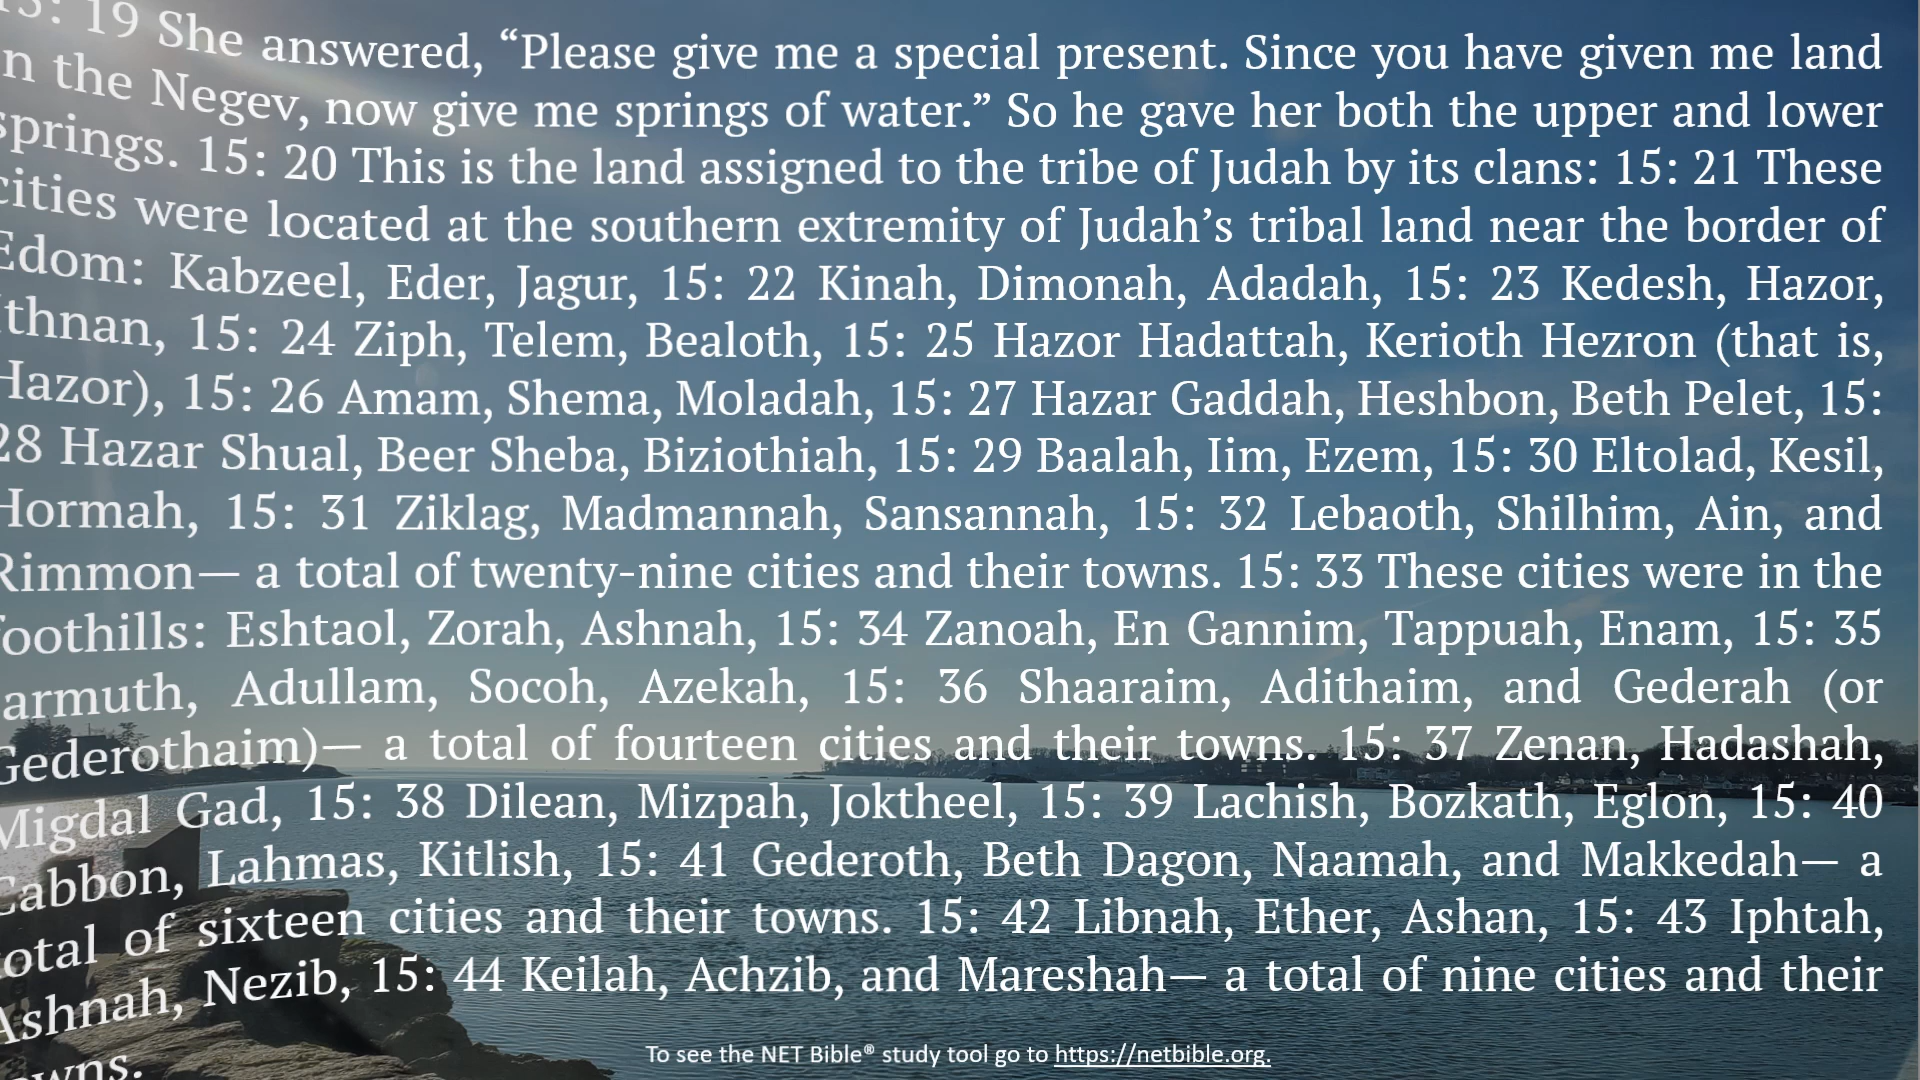 15: 19 She answered, “Please give me a special present. Since you have given me land
in the Negev, now give me springs of water.” So he gave her both the upper and lower
springs. 15: 20 This is the land assigned to the tribe of Judah by its clans: 15: 21 These
cities were located at the southern extremity of Judah’s tribal land near the border of
Edom: Kabzeel, Eder, Jagur, 15: 22 Kinah, Dimonah, Adadah, 15: 23 Kedesh, Hazor,
Ithnan, 15: 24 Ziph, Telem, Bealoth, 15: 25 Hazor Hadattah, Kerioth Hezron (that is,
Hazor), 15: 26 Amam, Shema, Moladah, 15: 27 Hazar Gaddah, Heshbon, Beth Pelet, 15:
28 Hazar Shual, Beer Sheba, Biziothiah, 15: 29 Baalah, Iim, Ezem, 15: 30 Eltolad, Kesil,
Hormah, 15: 31 Ziklag, Madmannah, Sansannah, 15: 32 Lebaoth, Shilhim, Ain, and
Rimmon— a total of twenty-nine cities and their towns. 15: 33 These cities were in the
foothills: Eshtaol, Zorah, Ashnah, 15: 34 Zanoah, En Gannim, Tappuah, Enam, 15: 35
armuth, Adullam, Socoh, Azekah, 15: 36 Shaaraim, Adithaim, and Gederah (or
Gederothaim)— a total of fourteen cities and their towns. 15: 37 Zenan, Hadashah,
Migdal Gad, 15: 38 Dilean, Mizpah, Joktheel, 15: 39 Lachish, Bozkath, Eglon, 15: 40
Cabbon, Lahmas, Kitlish, 15: 41 Gederoth, Beth Dagon, Naamah, and Makkedah— a
total of sixteen cities and their towns. 15: 42 Libnah, Ether, Ashan, 15: 43 Iphtah,
Ashnah, Nezib, 15: 44 Keilah, Achzib, and Mareshah— a total of nine cities and their
towns.
To see the NET Bible® study tool go to https://netbible.org.